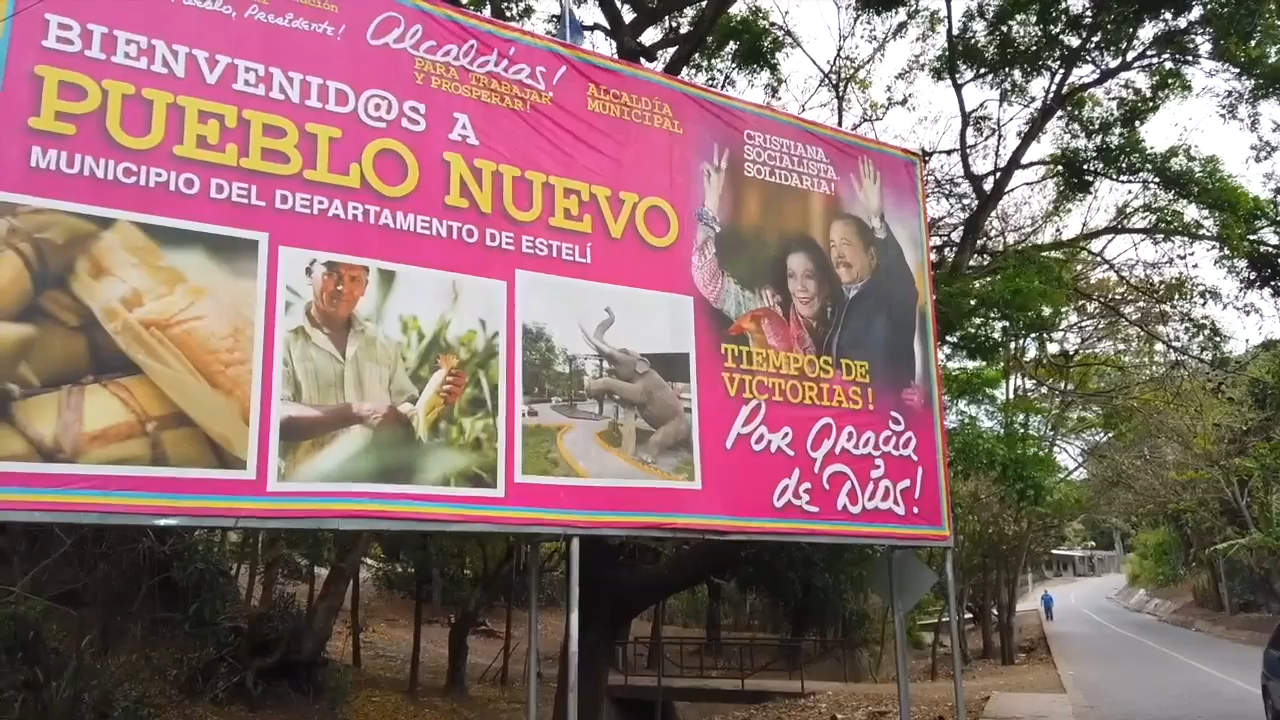 Pueblo, Presidente!
Alcaldías!
PARA TRABAJAR
Y PROSPERAR!
ALCALDÍA
MUNICIPAL
BIENVENID@S A
PUEBLO NUEVO
MUNICIPIO DEL DEPARTAMENTO DE ESTELÍ
CRISTIANA,
SOCIALISTA,
SOLIDARIA!
TIEMPOS DE
VICTORIAS!
POR GRACIA
de Dios!